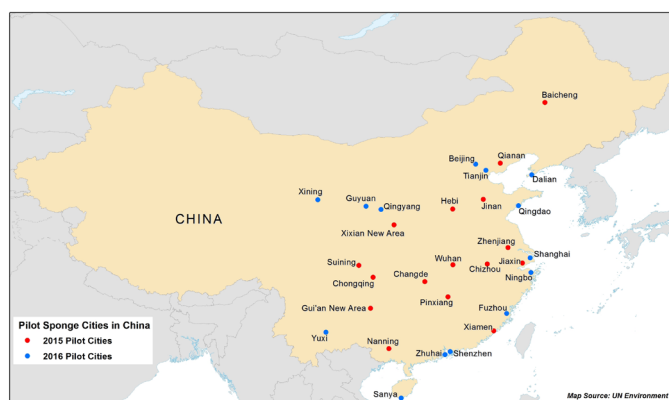 Baicheng
Beijing
Qianan
Tianjin
Dalian
Xining
Guyuan
Qingyang
Hebi
Jinan
Qingdao
CHINA
Xixian New Area
Zhenjiang
Shanghai
Suining
Wuhan
Jiaxin
Chizhou
Chongqing
Changde
Ningbo
Pinxiang
Gui'an New Area
Fuzhou
Xiamen
Pilot Sponge Cities in China
2015 Pilot Cities
2016 Pilot Cities
Yuxi
Nanning
Zhuhai
Shenzhen
Sanya
Map Source: UN Environment